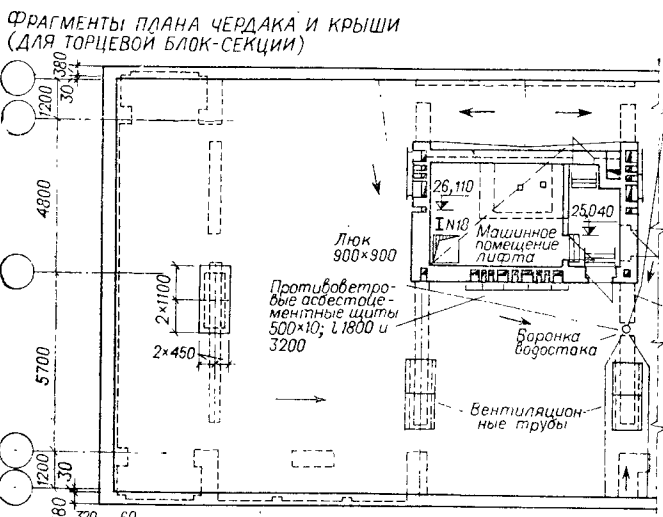 ФРАГМЕНТЫ ПЛАНА ЧЕРДАКА И КРЫШИ
(ДЛЯ ТОРЦЕВОЙ БЛОК-СЕКЦИИ)
380
30
1200
4800
5700
1200
30
80
320
60
26,110
I N18
25,040
Машинное
помещение
лифта
Люк
900×900
Противоветро-
вые асбестоце-
ментные щиты
500×10; l 1800 и
3200
2×1100
2×450
Воронка
водостока
Вентиляцион-
ные трубы